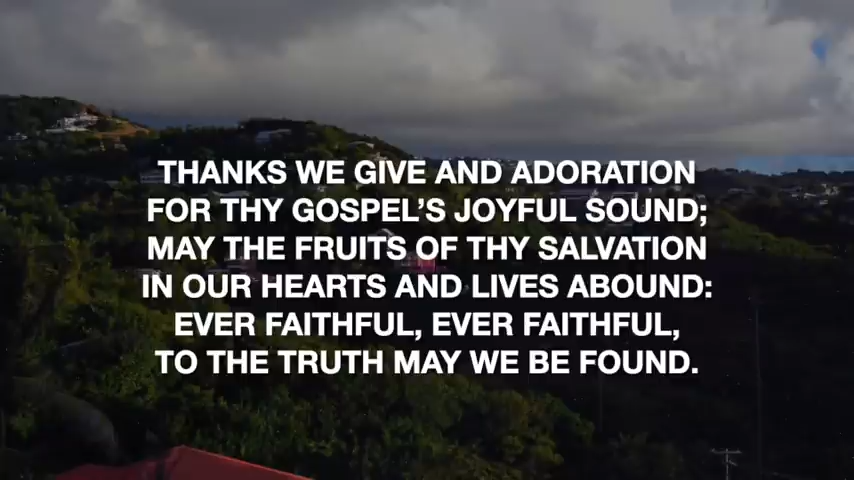 THANKS WE GIVE AND ADORATION
FOR THY GOSPEL’S JOYFUL SOUND;
MAY THE FRUITS OF THY SALVATION
IN OUR HEARTS AND LIVES ABOUND:
EVER FAITHFUL, EVER FAITHFUL,
TO THE TRUTH MAY WE BE FOUND.